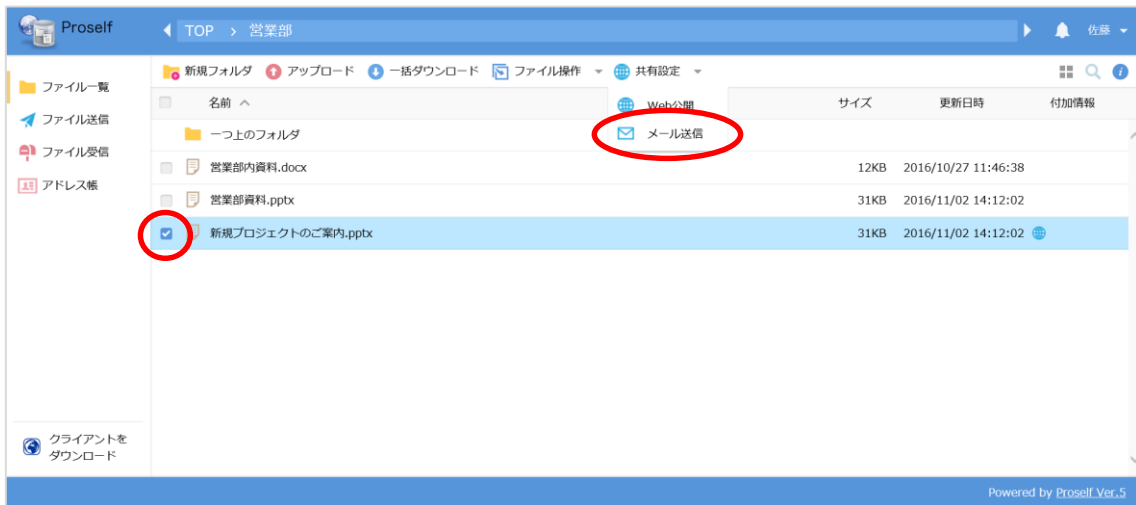 Proself
TOP > 営業部
佐藤
新規フォルダ アップロード 一括ダウンロード ファイル操作 共有設定
ファイル一覧
ファイル送信
ファイル受信
アドレス帳
名前 サイズ 更新日時 付加情報
Web公開
メール送信
一つ上のフォルダ
営業部内資料.docx 12KB 2016/10/27 11:46:38
営業部資料.pptx 31KB 2016/11/02 14:12:02
新規プロジェクトのご案内.pptx 31KB 2016/11/02 14:12:02
クライアントを
ダウンロード
Powered by Proself Ver.5